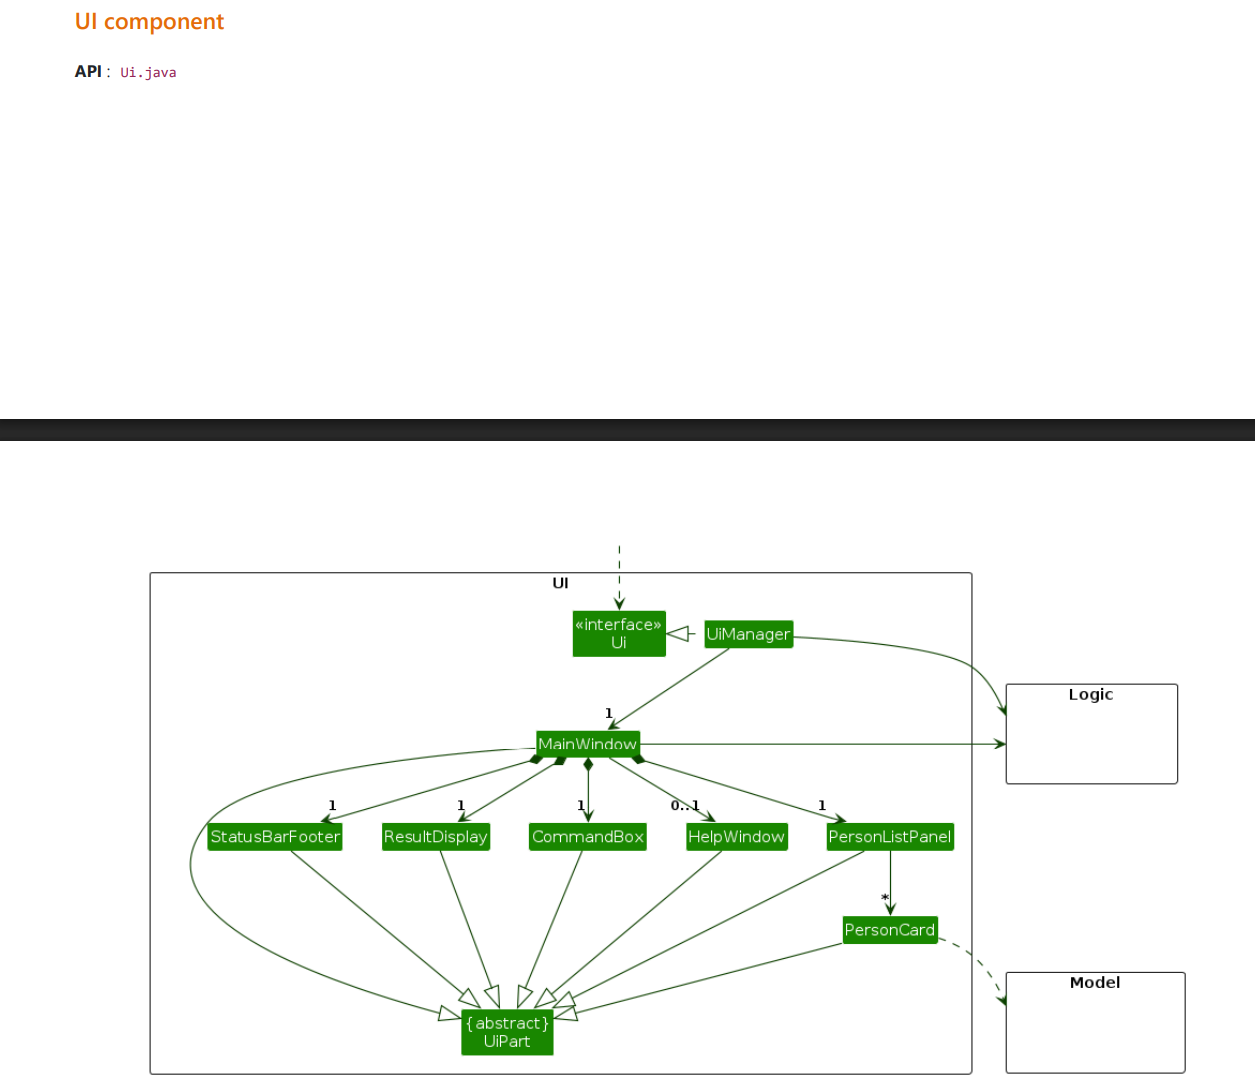 UI component
API : Ui.java
UI
«interface»
Ui
UiManager
Logic
1
MainWindow
1
1
1
0..1
1
StatusBarFooter
ResultDisplay
CommandBox
HelpWindow
PersonListPanel
*
PersonCard
Model
{abstract}
UiPart